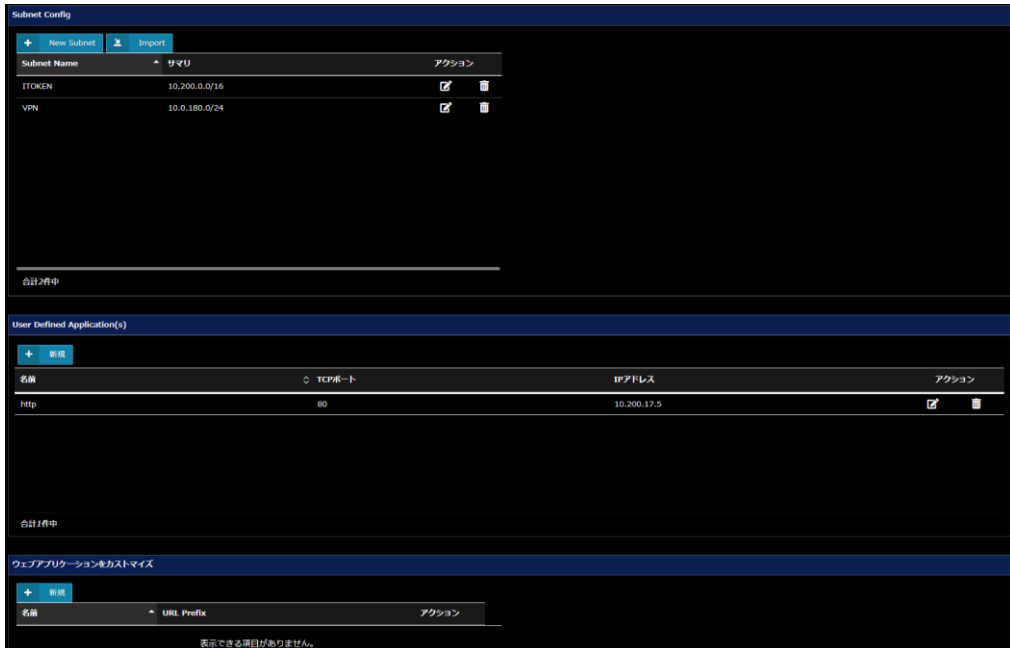 Subnet Config
New Subnet Import
Subnet Name サマリ アクション
ITOKEN 10.200.0.0/16
VPN 10.0.180.0/24
合計2件中
User Defined Application(s)
新規
名前 TCPポート IPアドレス アクション
http 80 10.200.17.5
合計1件中
ウェブアプリケーションをカストマイズ
新規
名前 URL Prefix アクション
表示できる項目がありません。